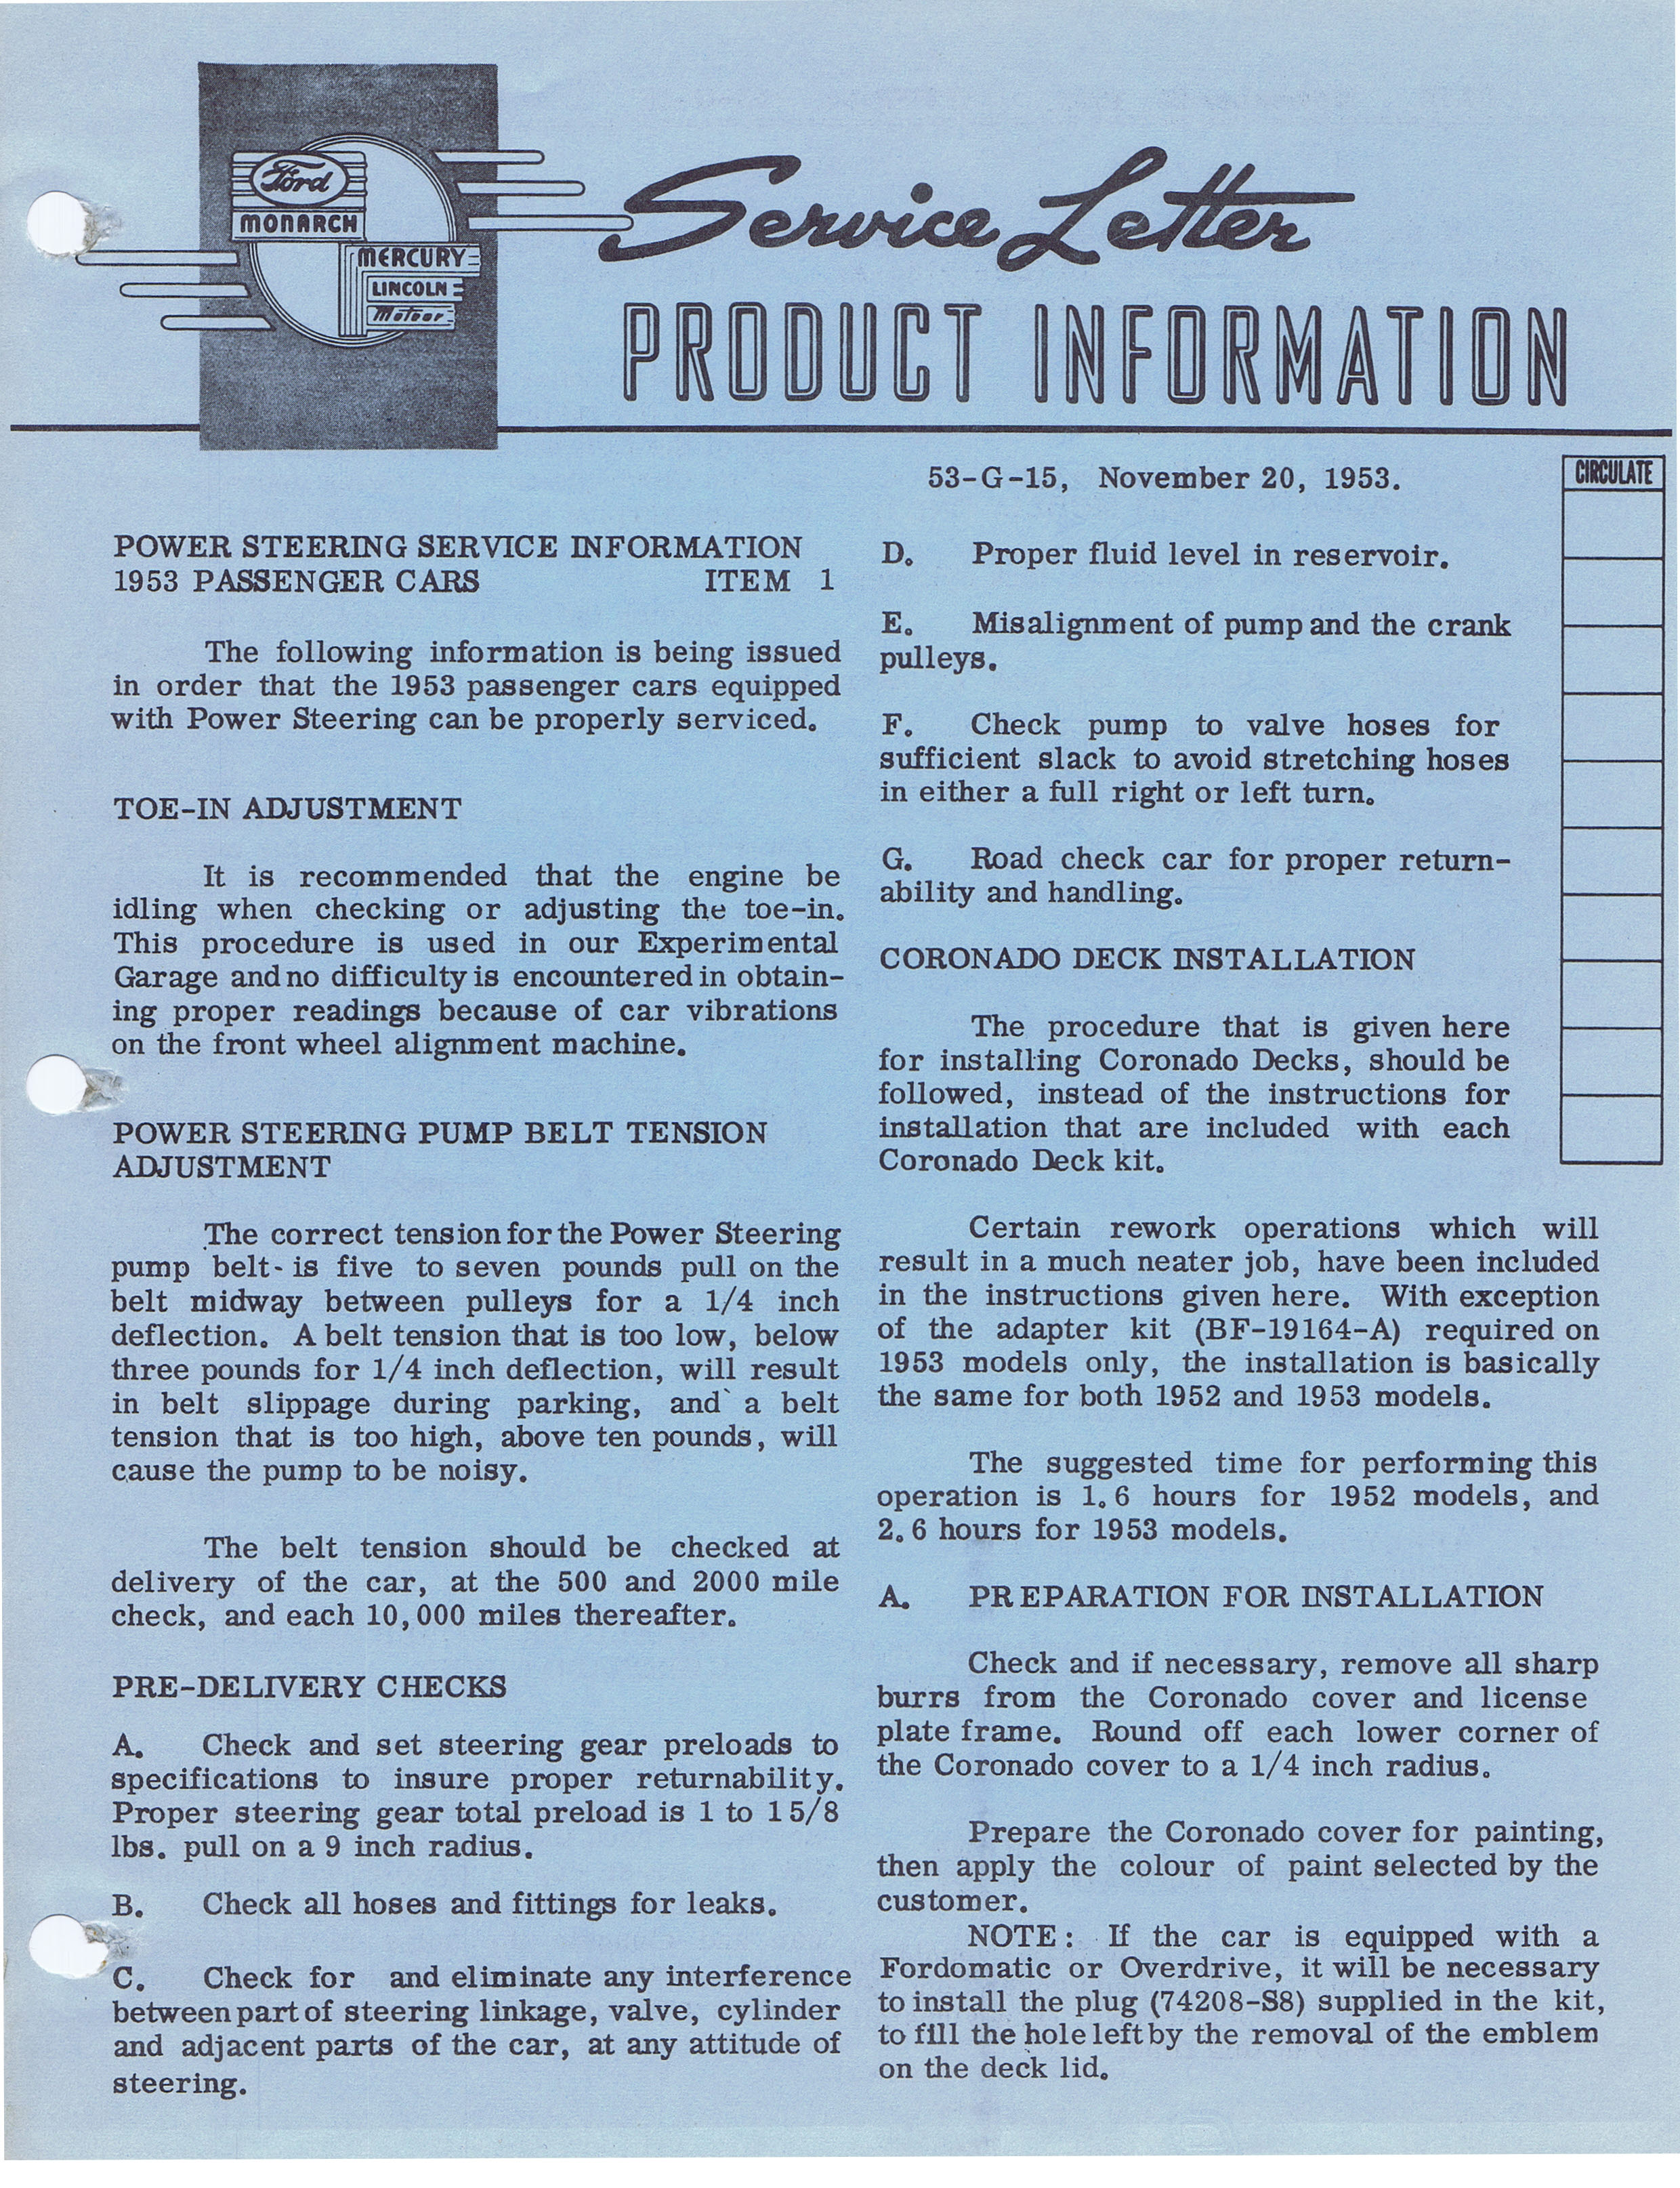 Ford
MONARCH
MERCURY
LINCOLN
Meteor
Service Letter
PRODUCT INFORMATION
53-G-15, November 20, 1953.
CIRCULATE
POWER STEERING SERVICE INFORMATION
1953 PASSENGER CARS ITEM 1
The following information is being issued
in order that the 1953 passenger cars equipped
with Power Steering can be properly serviced.
TOE-IN ADJUSTMENT
It is recommended that the engine be
idling when checking or adjusting the toe-in.
This procedure is used in our Experimental
Garage and no difficulty is encountered in obtain-
ing proper readings because of car vibrations
on the front wheel alignment machine.
POWER STEERING PUMP BELT TENSION
ADJUSTMENT
The correct tension for the Power Steering
pump belt is five to seven pounds pull on the
belt midway between pulleys for a 1/4 inch
deflection. A belt tension that is too low, below
three pounds for 1/4 inch deflection, will result
in belt slippage during parking, and a belt
tension that is too high, above ten pounds, will
cause the pump to be noisy.
The belt tension should be checked at
delivery of the car, at the 500 and 2000 mile
check, and each 10,000 miles thereafter.
PRE-DELIVERY CHECKS
A. Check and set steering gear preloads to
specifications to insure proper returnability.
Proper steering gear total preload is 1 to 1 5/8
lbs. pull on a 9 inch radius.
B. Check all hoses and fittings for leaks.
C. Check for and eliminate any interference
between part of steering linkage, valve, cylinder
and adjacent parts of the car, at any attitude of
steering.
D. Proper fluid level in reservoir.
E. Misalignment of pump and the crank
pulleys.
F. Check pump to valve hoses for
sufficient slack to avoid stretching hoses
in either a full right or left turn.
G. Road check car for proper return-
ability and handling.
CORONADO DECK INSTALLATION
The procedure that is given here
for installing Coronado Decks, should be
followed, instead of the instructions for
installation that are included with each
Coronado Deck kit.
Certain rework operations which will
result in a much neater job, have been included
in the instructions given here. With exception
of the adapter kit (BF-19164-A) required on
1953 models only, the installation is basically
the same for both 1952 and 1953 models.
The suggested time for performing this
operation is 1.6 hours for 1952 models, and
2.6 hours for 1953 models.
A. PREPARATION FOR INSTALLATION
Check and if necessary, remove all sharp
burrs from the Coronado cover and license
plate frame. Round off each lower corner of
the Coronado cover to a 1/4 inch radius.
Prepare the Coronado cover for painting,
then apply the colour of paint selected by the
customer.
NOTE: If the car is equipped with a
Fordomatic or Overdrive, it will be necessary
to install the plug (74208-S8) supplied in the kit,
to fill the hole left by the removal of the emblem
on the deck lid.